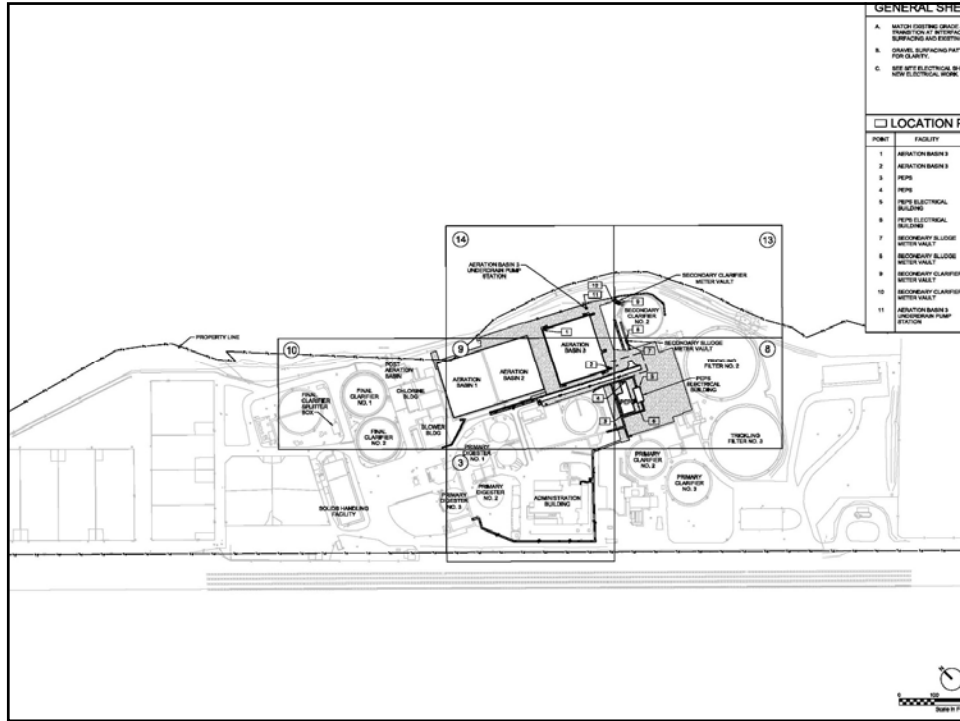 GENERAL SHE
A. MATCH EXISTING GRADE
TRANSITION AT INTERFAC
SURFACING AND EXISTIN
B. GRAVEL SURFACING PAT
FOR CLARITY.
C. SEE SITE ELECTRICAL SH
NEW ELECTRICAL WORK.
LOCATION P
POINT FACILITY
1 AERATION BASIN 3
2 AERATION BASIN 3
3 PEPS
4 PEPS
5 PEPS ELECTRICAL
BUILDING
6 PEPS ELECTRICAL
BUILDING
7 SECONDARY SLUDGE
METER VAULT
8 SECONDARY SLUDGE
METER VAULT
9 SECONDARY CLARIFIER
METER VAULT
10 SECONDARY CLARIFIER
METER VAULT
11 AERATION BASIN 3
UNDERDRAIN PUMP
STATION
14
13
AERATION BASIN 3
UNDERDRAIN PUMP
STATION
SECONDARY CLARIFIER
METER VAULT
SECONDARY
CLARIFIER
NO. 2
PROPERTY LINE
10
9
8
AERATION
BASIN 3
SECONDARY SLUDGE
METER VAULT
TRICKLING
FILTER NO. 2
PEPS
ELECTRICAL
BUILDING
POST
AERATION
BASIN
AERATION
BASIN 1
AERATION
BASIN 2
CHLORINE
BLDG
FINAL
CLARIFIER
NO. 1
FINAL
CLARIFIER
SPLITTER
BOX
FINAL
CLARIFIER
NO. 2
BLOWER
BLDG
PEPS
TRICKLING
FILTER NO. 3
PRIMARY
DIGESTER
NO. 1
3
PRIMARY
CLARIFIER
NO. 2
PRIMARY
CLARIFIER
NO. 3
PRIMARY
DIGESTER
NO. 2
PRIMARY
DIGESTER
NO. 3
ADMINISTRATION
BUILDING
SOLIDS HANDLING
FACILITY
N
0 100
Scale in F